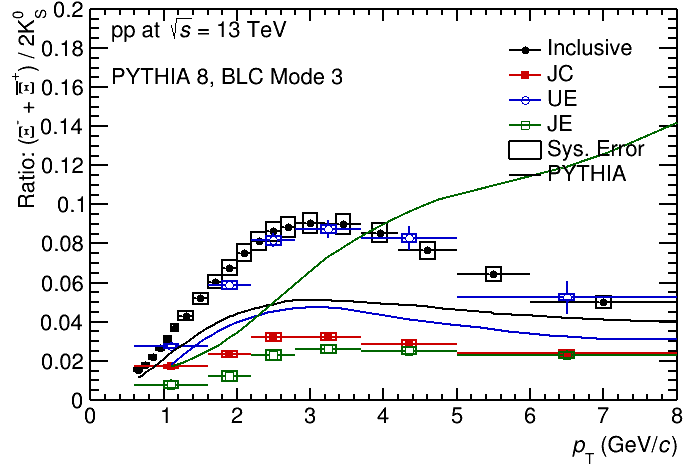 pp at √s = 13 TeV
PYTHIA 8, BLC Mode 3
Inclusive
JC
UE
JE
Sys. Error
PYTHIA
Ratio: (Ξ⁻ + Ξ̅⁺) / 2K⁰S
0.2
0.18
0.16
0.14
0.12
0.1
0.08
0.06
0.04
0.02
0
0 1 2 3 4 5 6 7 8
pT (GeV/c)